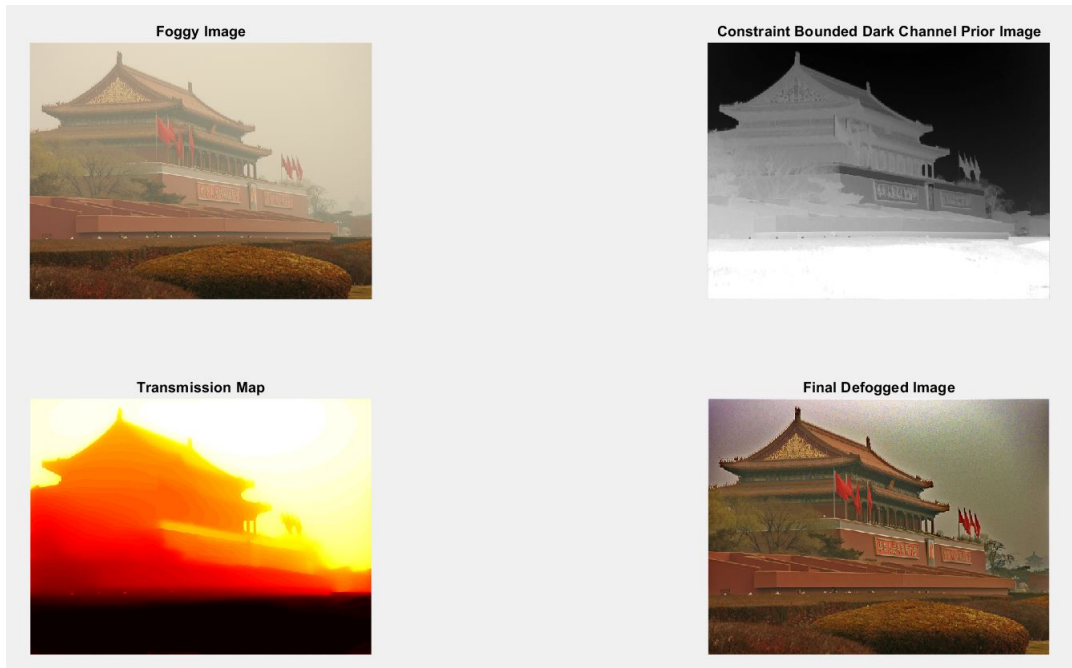 Foggy Image
Constraint Bounded Dark Channel Prior Image
Transmission Map
Final Defogged Image